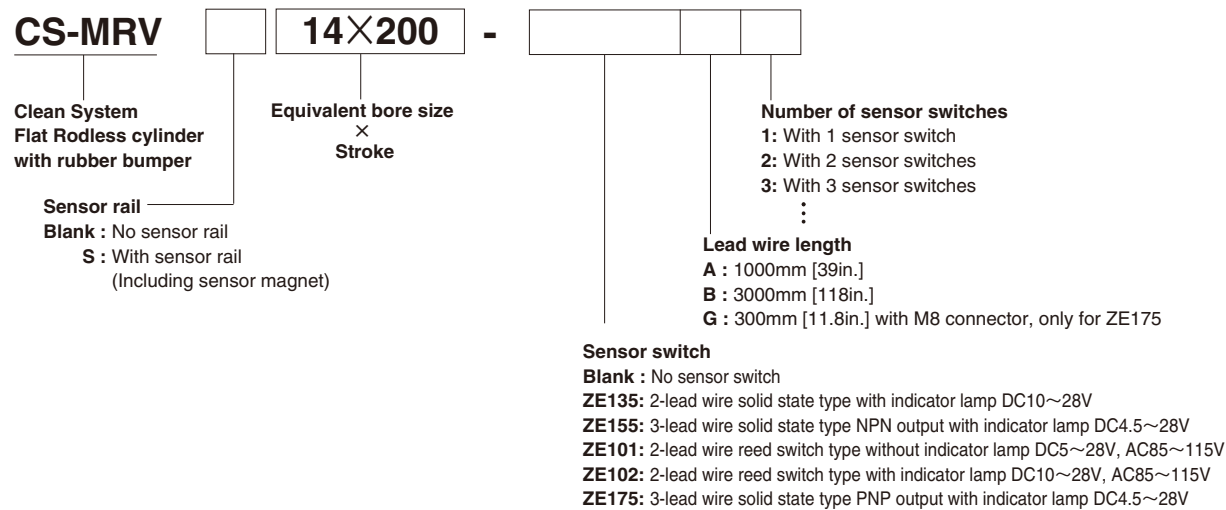 CS-MRV 14×200 -
Clean System
Flat Rodless cylinder
with rubber bumper
Equivalent bore size
×
Stroke
Number of sensor switches
1: With 1 sensor switch
2: With 2 sensor switches
3: With 3 sensor switches
⋮
Sensor rail
Blank : No sensor rail
S : With sensor rail
(Including sensor magnet)
Lead wire length
A : 1000mm [39in.]
B : 3000mm [118in.]
G : 300mm [11.8in.] with M8 connector, only for ZE175
Sensor switch
Blank : No sensor switch
ZE135: 2-lead wire solid state type with indicator lamp DC10～28V
ZE155: 3-lead wire solid state type NPN output with indicator lamp DC4.5～28V
ZE101: 2-lead wire reed switch type without indicator lamp DC5～28V, AC85～115V
ZE102: 2-lead wire reed switch type with indicator lamp DC10～28V, AC85～115V
ZE175: 3-lead wire solid state type PNP output with indicator lamp DC4.5～28V